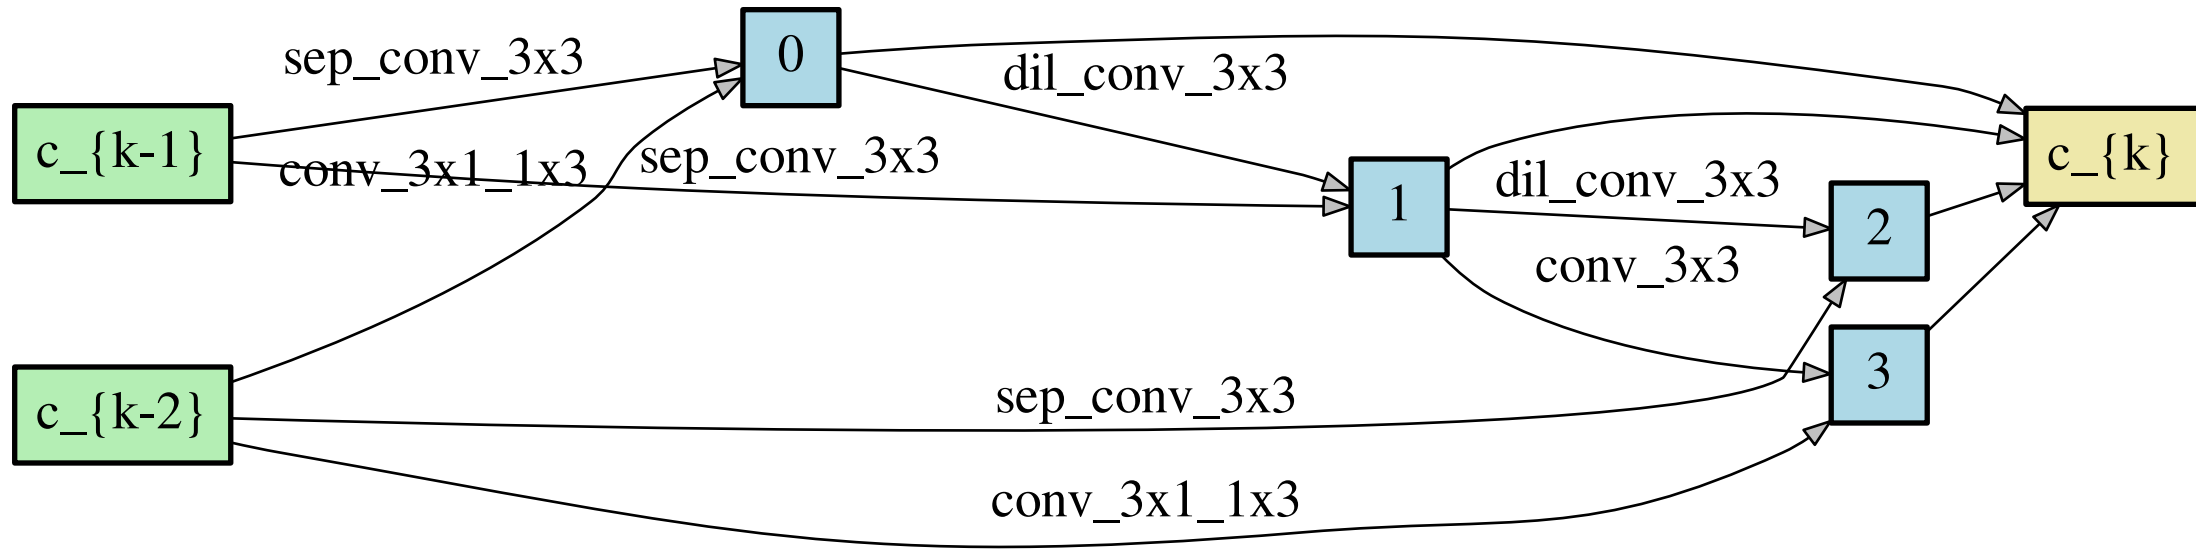 sep_conv_3x3
0
dil_conv_3x3
c_{k-1}
conv_3x1_1x3
sep_conv_3x3
1
dil_conv_3x3
c_{k}
2
conv_3x3
3
c_{k-2}
sep_conv_3x3
conv_3x1_1x3